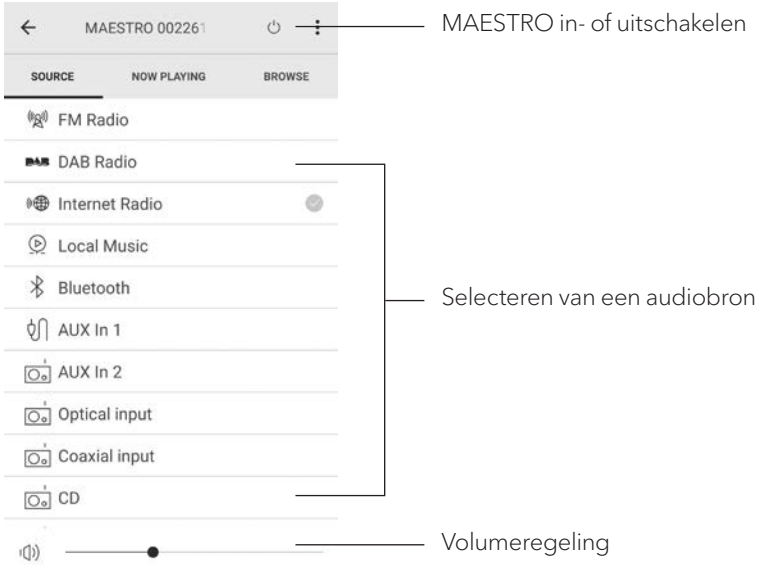 MAESTRO 002261
MAESTRO in- of uitschakelen
SOURCE NOW PLAYING BROWSE
FM Radio
DAB DAB Radio
Internet Radio
Local Music
Bluetooth
Selecteren van een audiobron
AUX In 1
AUX In 2
Optical input
Coaxial input
CD
Volumeregeling